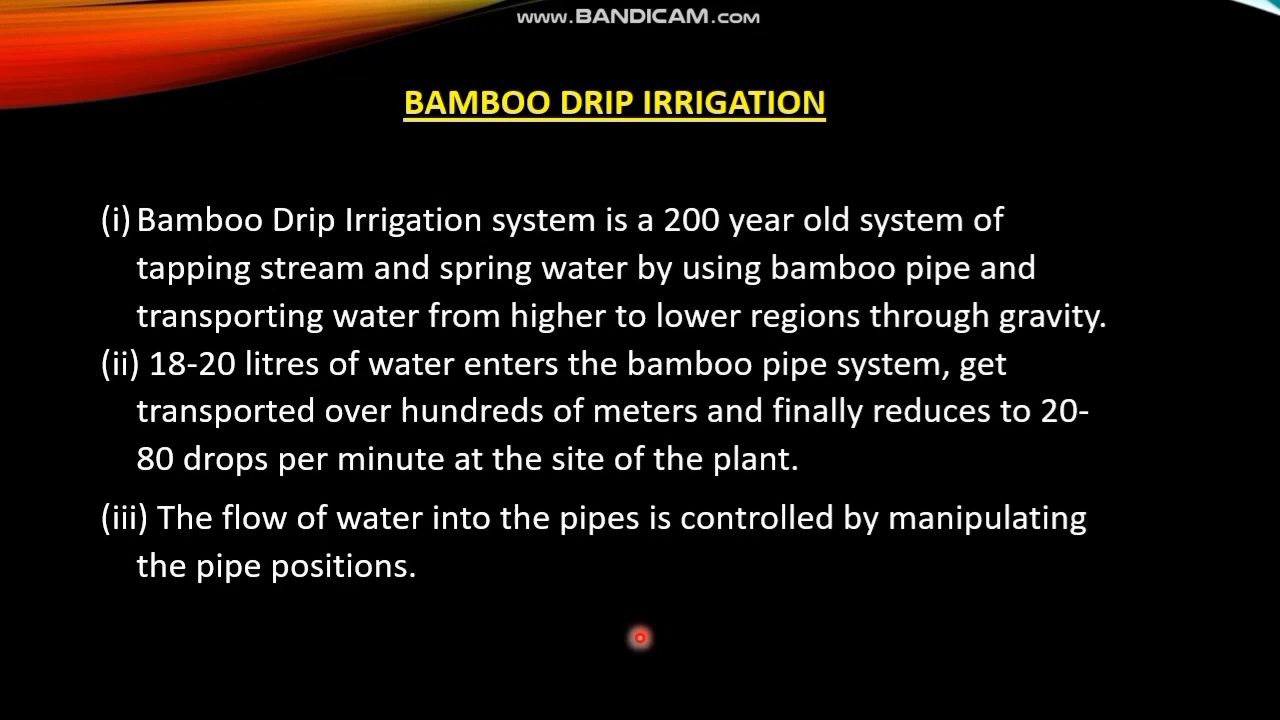 www.BANDICAM.com
BAMBOO DRIP IRRIGATION
(i) Bamboo Drip Irrigation system is a 200 year old system of
tapping stream and spring water by using bamboo pipe and
transporting water from higher to lower regions through gravity.
(ii) 18-20 litres of water enters the bamboo pipe system, get
transported over hundreds of meters and finally reduces to 20-
80 drops per minute at the site of the plant.
(iii) The flow of water into the pipes is controlled by manipulating
the pipe positions.